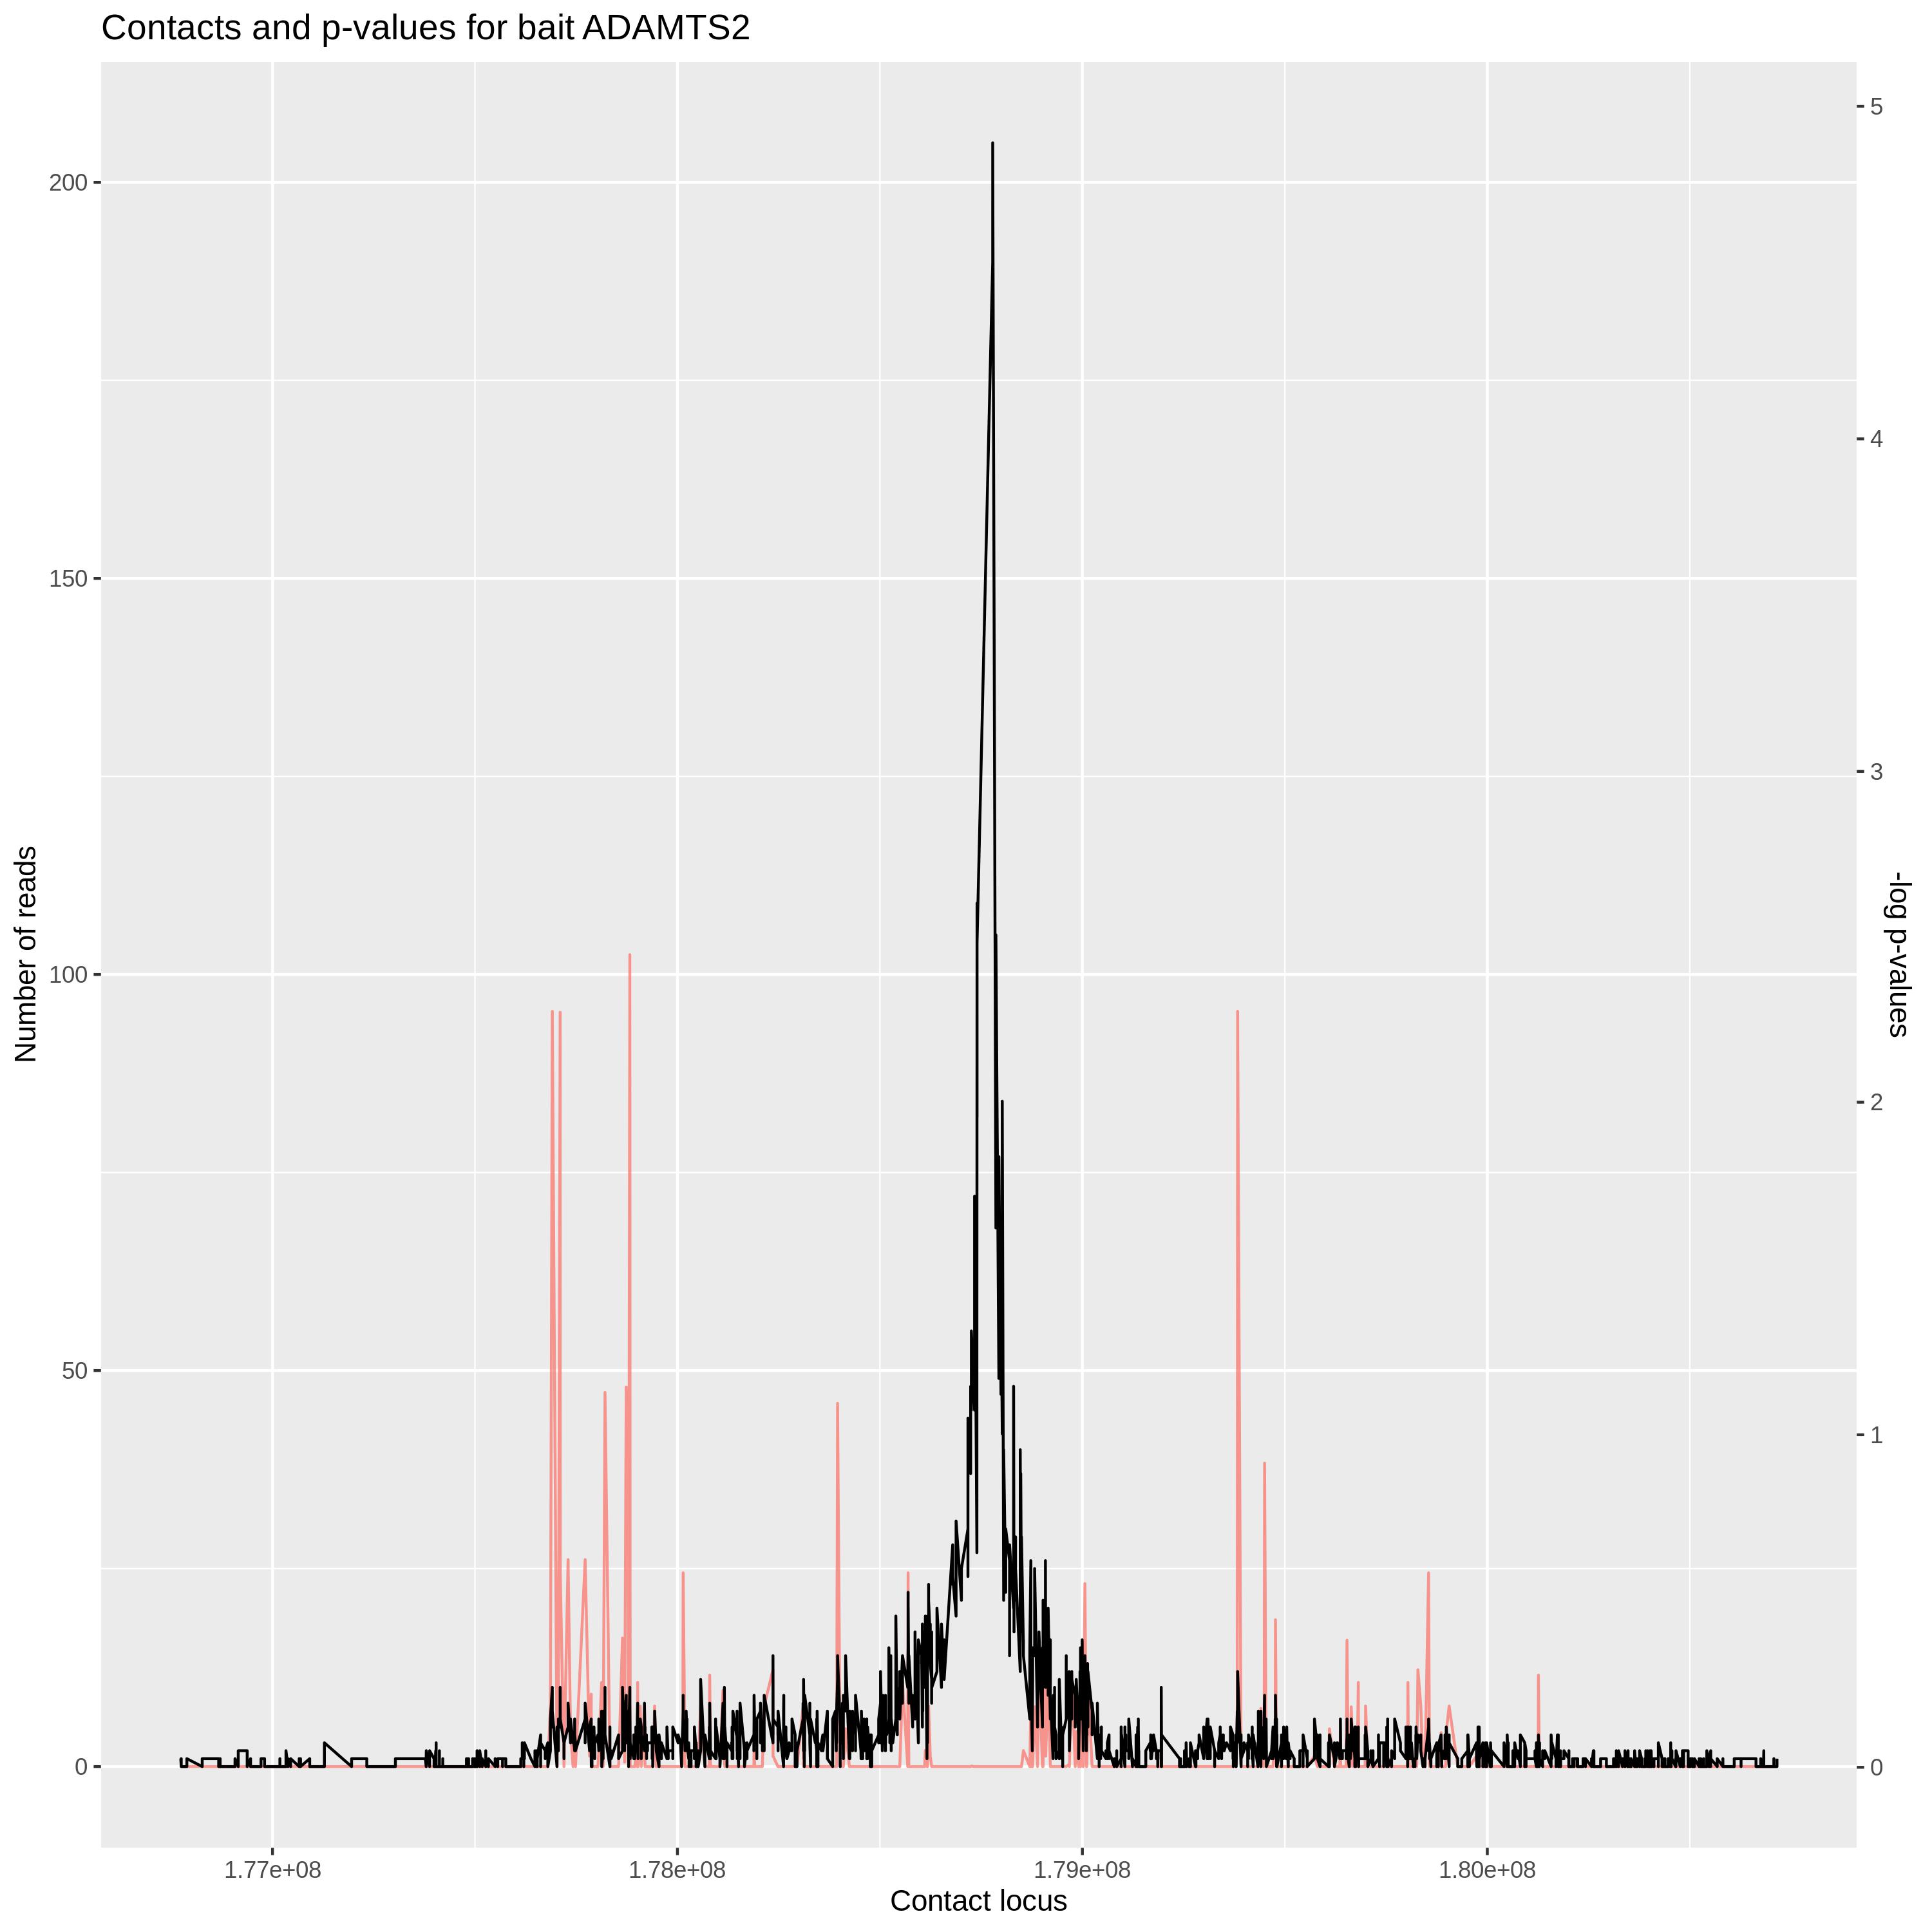 Contacts and p-values for bait ADAMTS2
200
150
100
50
0
Number of reads
5
4
3
2
1
0
-log p-values
1.77e+08
1.78e+08
1.79e+08
1.80e+08
Contact locus